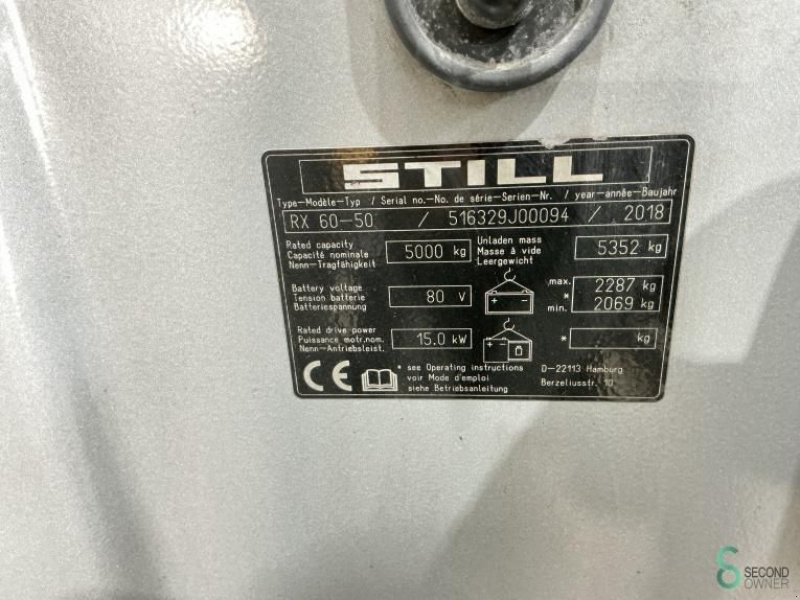 STILL
Type-Modèle-Typ / Serial no.-No. de série-Serien-Nr. / year-année-Baujahr
RX 60-50 / 516329J00094 / 2018
Rated capacity
Capacité nominale
Nenn-Tragfähigkeit
5000 kg
Unladen mass
Masse à vide
Leergewicht
5352 kg
Battery voltage
Tension batterie
Batteriespannung
80 V
max. 2287 kg
*
min. 2069 kg
Rated drive power
Puissance motr.nom.
Nenn-Antriebsleist.
15.0 kW
* kg
CE
* see Operating instructions
voir Mode d'emploi
siehe Betriebsanleitung
D-22113 Hamburg
Berzeliusstr. 10
SECOND
OWNER